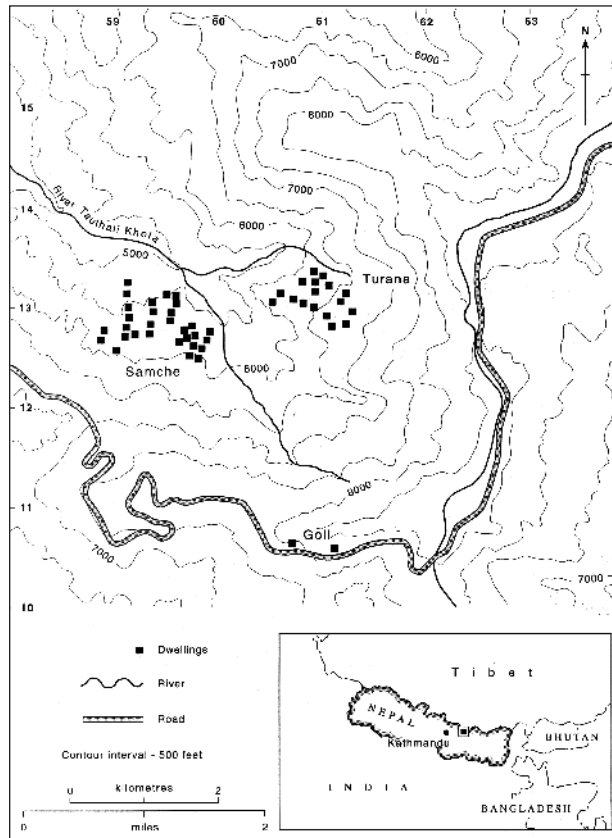 59 60 61 62 63
N
6000
7000
15
8000
7000
14
River Tauthali Khola
6000
5000
Turana
13
6000
Samche
12
8000
11
Goli
7000
7000
10
Dwellings
River
Road
Contour interval - 500 feet
kilometres
0 2
0 2
miles
Tibet
NEPAL
BHUTAN
Kathmandu
INDIA
BANGLADESH